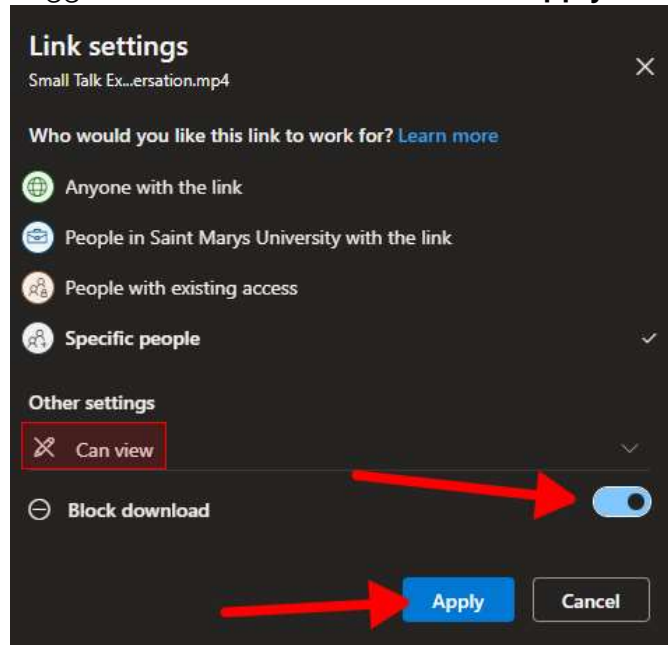 Apply
Link settings
Small Talk Ex...ersation.mp4
Who would you like this link to work for? Learn more
Anyone with the link
People in Saint Marys University with the link
People with existing access
Specific people
Other settings
Can view
Block download
Apply Cancel